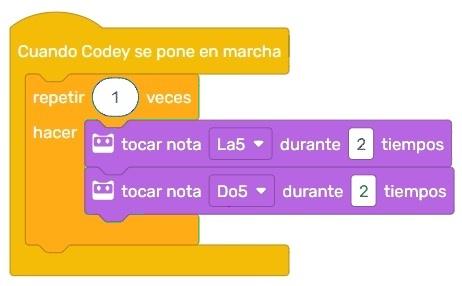 Cuando Codey se pone en marcha
repetir 1 veces
hacer
tocar nota La5 durante 2 tiempos
tocar nota Do5 durante 2 tiempos